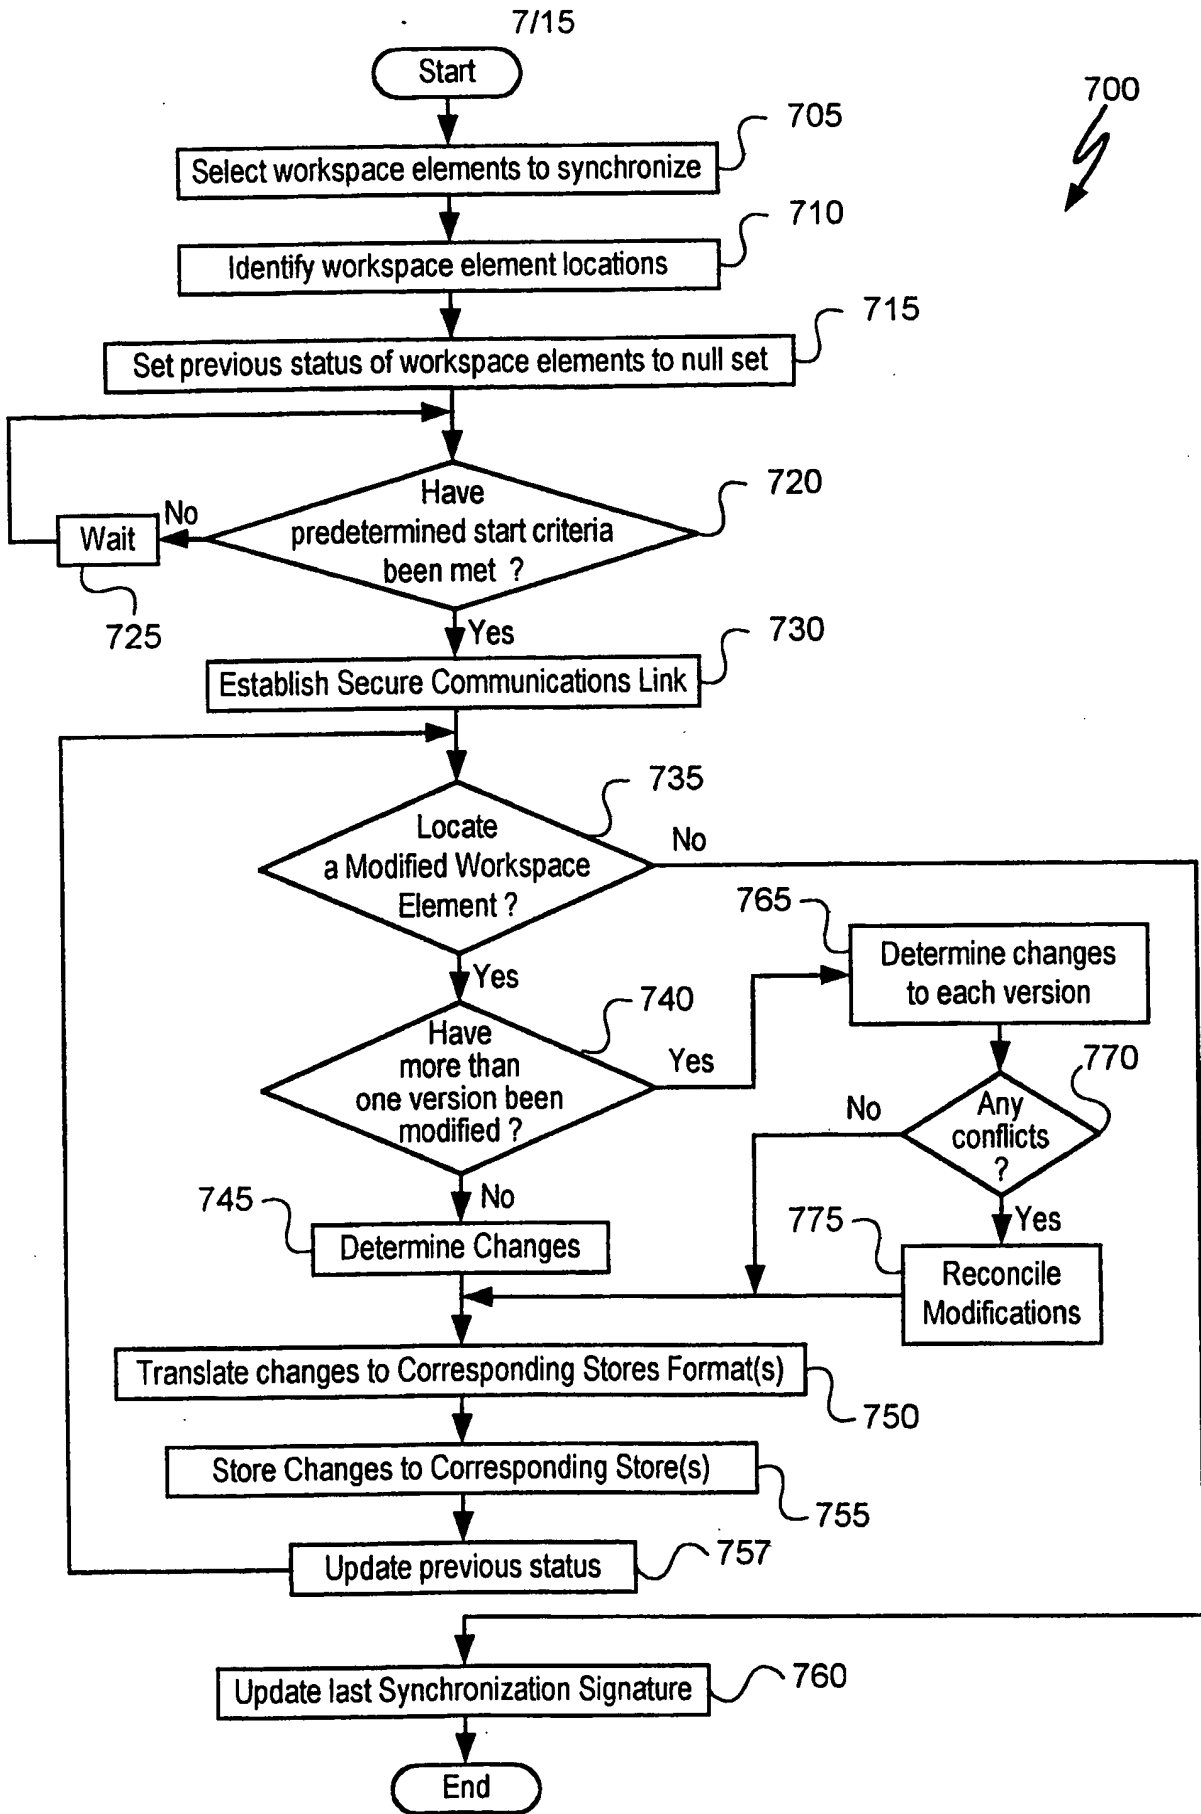 7/15
Start
700
705
Select workspace elements to synchronize
710
Identify workspace element locations
715
Set previous status of workspace elements to null set
720
Have
predetermined start criteria
been met ?
No
Wait
725
Yes
730
Establish Secure Communications Link
735
Locate
a Modified Workspace
Element ?
No
Yes
765
Determine changes
to each version
740
Have
more than
one version been
modified ?
Yes
770
Any
conflicts
?
No
Yes
No
745
Determine Changes
775
Reconcile
Modifications
Translate changes to Corresponding Stores Format(s)
750
Store Changes to Corresponding Store(s)
755
Update previous status
757
Update last Synchronization Signature
760
End